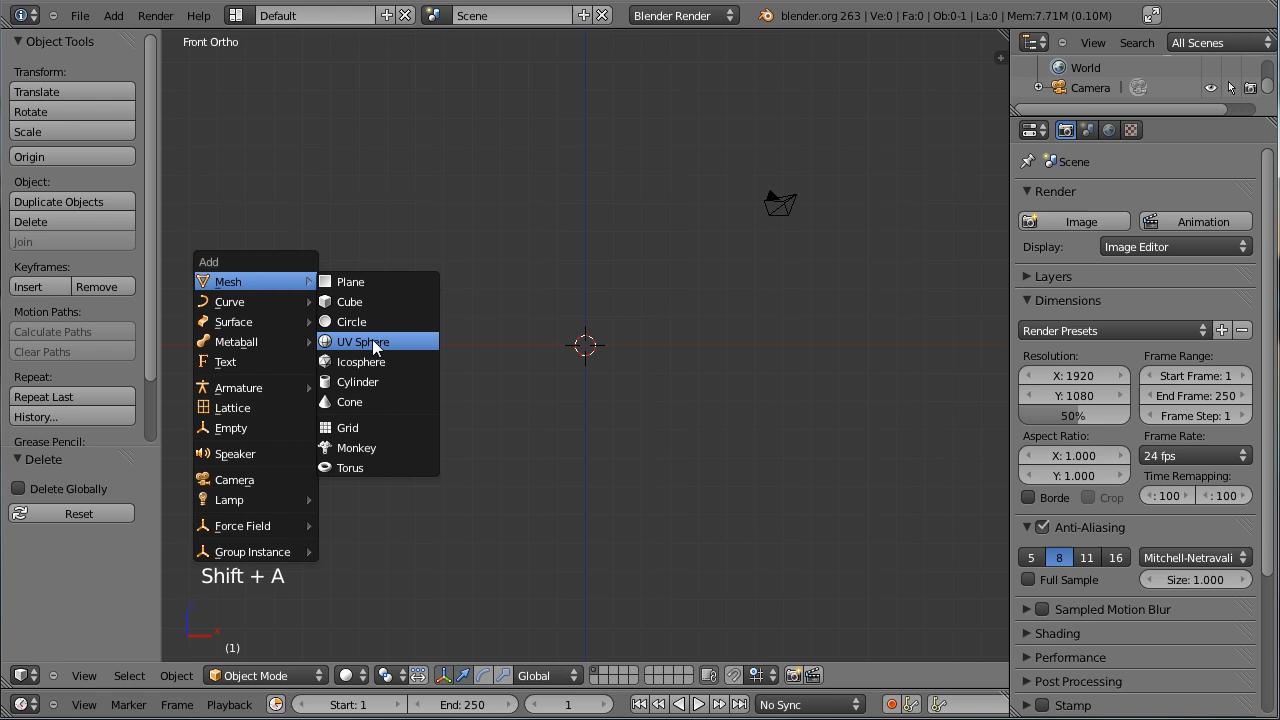 File Add Render Help Default Scene Blender Render blender.org 263 | Ve:0 | Fa:0 | Ob:0-1 | La:0 | Mem:7.71M (0.10M)
Object Tools
Transform:
Translate
Rotate
Scale
Origin
Object:
Duplicate Objects
Delete
Join
Keyframes:
Insert Remove
Motion Paths:
Calculate Paths
Clear Paths
Repeat:
Repeat Last
History...
Grease Pencil:
Delete
Delete Globally
Reset
Front Ortho
Add
Mesh
Curve
Surface
Metaball
Text
Armature
Lattice
Empty
Speaker
Camera
Lamp
Force Field
Group Instance
Plane
Cube
Circle
UV Sphere
Icosphere
Cylinder
Cone
Grid
Monkey
Torus
Shift + A
x
(1)
View Select Object Object Mode Global
View Marker Frame Playback Start: 1 End: 250 1 No Sync
View Search All Scenes
World
Camera
Scene
Render
Image Animation
Display: Image Editor
Layers
Dimensions
Render Presets
Resolution: Frame Range:
X: 1920 Start Frame: 1
Y: 1080 End Frame: 250
50% Frame Step: 1
Aspect Ratio: Frame Rate:
X: 1.000 24 fps
Y: 1.000 Time Remapping:
Borde Crop : 100 : 100
Anti-Aliasing
5 8 11 16 Mitchell-Netravali
Full Sample Size: 1.000
Sampled Motion Blur
Shading
Performance
Post Processing
Stamp